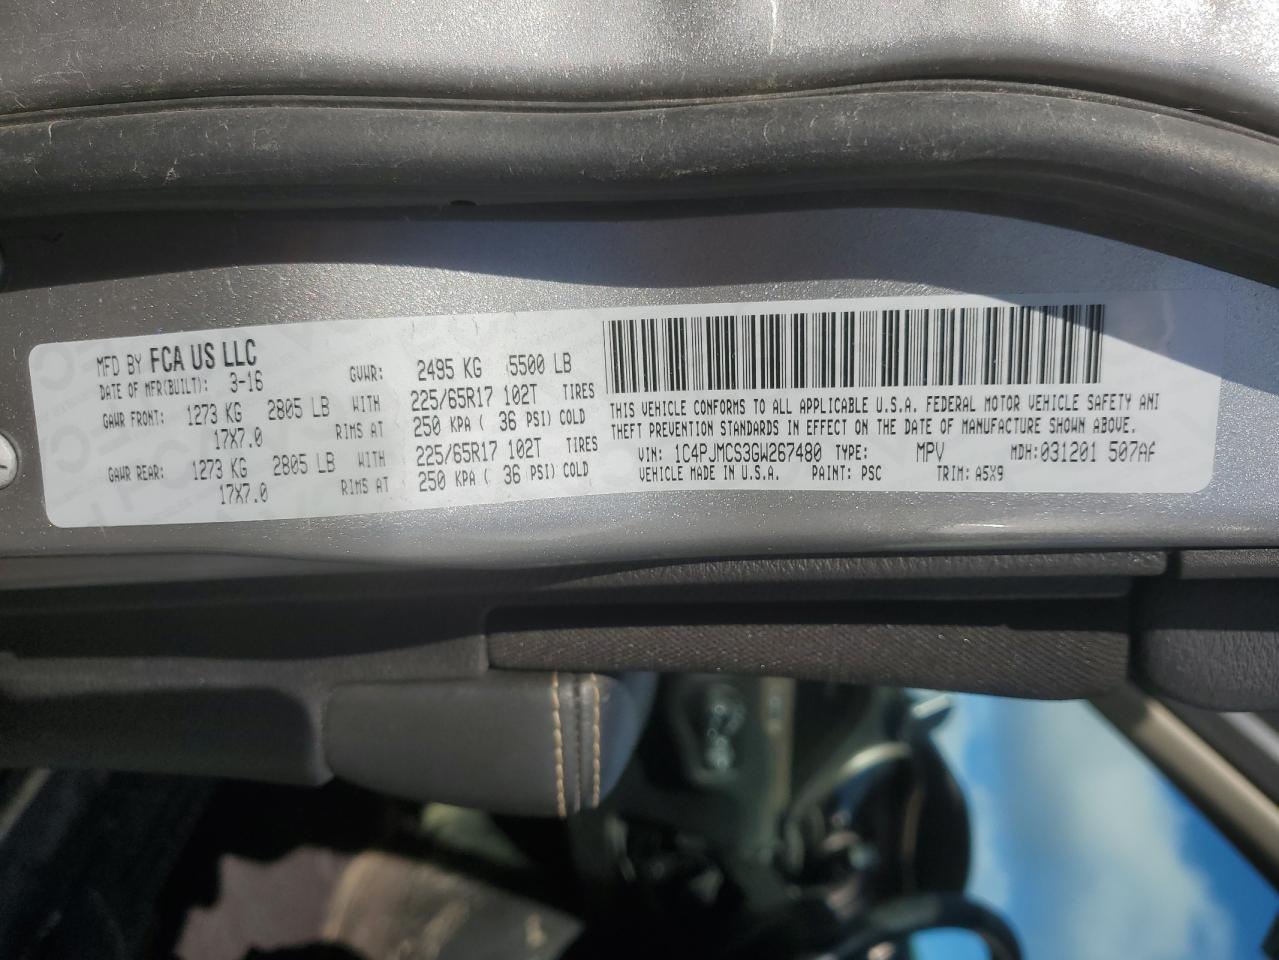 MFD BY FCA US LLC
DATE OF MFR(BUILT): 3-16 GVWR: 2495 KG 5500 LB
GAWR FRONT: 1273 KG 2805 LB WITH 225/65R17 102T TIRES
17X7.0 RIMS AT 250 KPA ( 36 PSI) COLD
GAWR REAR: 1273 KG 2805 LB WITH 225/65R17 102T TIRES
17X7.0 RIMS AT 250 KPA ( 36 PSI) COLD
THIS VEHICLE CONFORMS TO ALL APPLICABLE U.S.A. FEDERAL MOTOR VEHICLE SAFETY ANI
THEFT PREVENTION STANDARDS IN EFFECT ON THE DATE OF MANUFACTURE SHOWN ABOVE.
VIN: 1C4PJMCS3GW267480 TYPE: MPV MDH:031201 507AF
VEHICLE MADE IN U.S.A. PAINT: PSC TRIM: A5X9